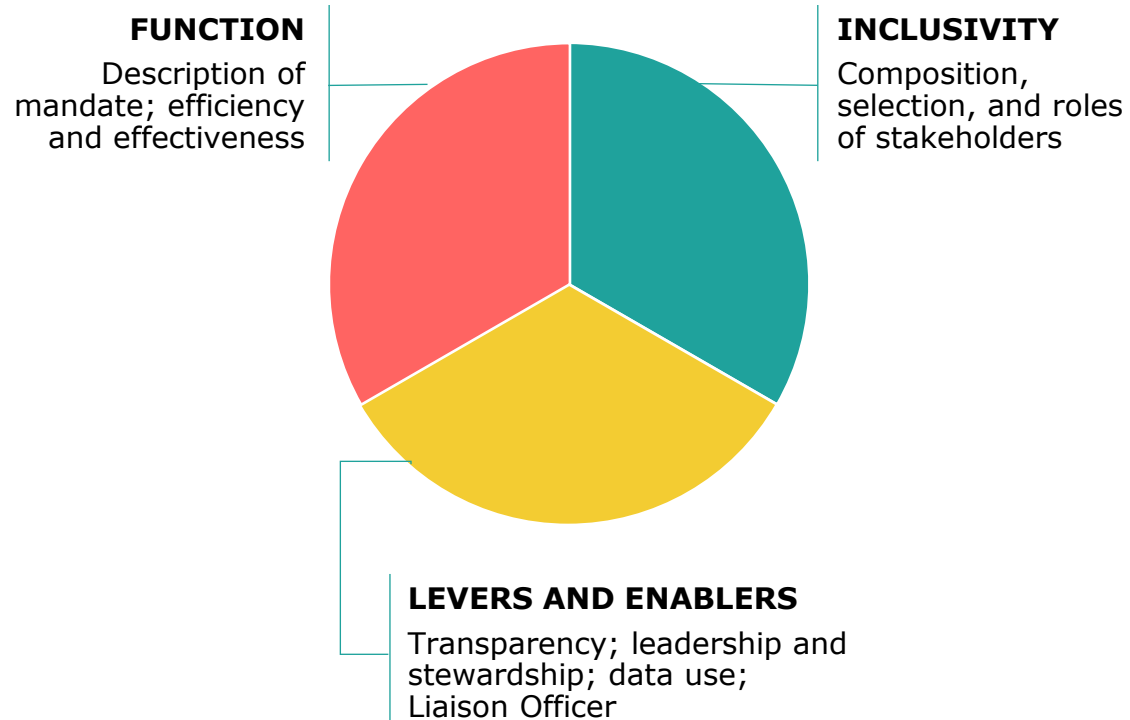 FUNCTION
Description of
mandate; efficiency
and effectiveness
INCLUSIVITY
Composition,
selection, and roles
of stakeholders
LEVERS AND ENABLERS
Transparency; leadership and
stewardship; data use;
Liaison Officer